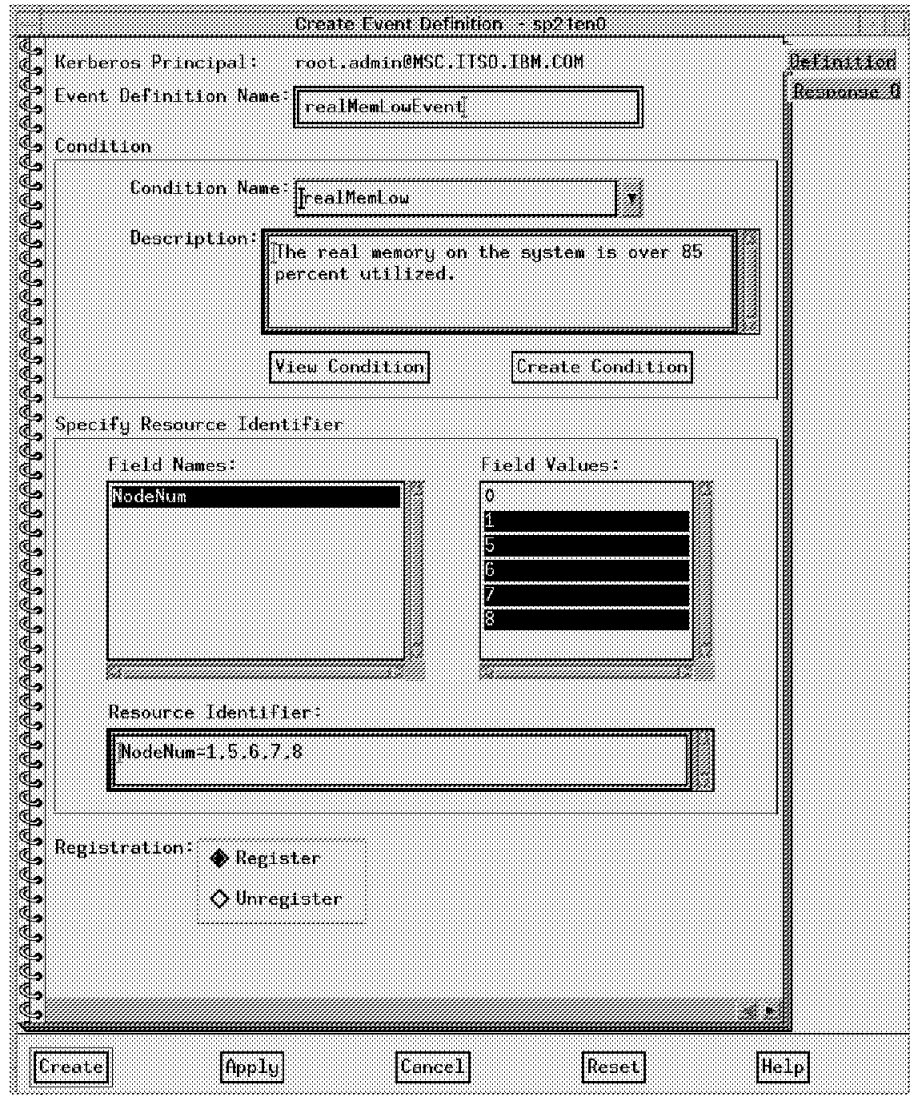 Create Event Definition - sp21en0
Kerberos Principal: root.admin@MSC.ITSO.IBM.COM
Definition
Event Definition Name: realMemLowEvent
Response O
Condition
Condition Name: realMemLow
Description: The real memory on the system is over 85
percent utilized.
View Condition Create Condition
Specify Resource Identifier
Field Names: Field Values:
NodeNum 0
1
5
6
7
8
Resource Identifier:
NodeNum=1,5,6,7,8
Registration: Register
Unregister
Create Apply Cancel Reset Help